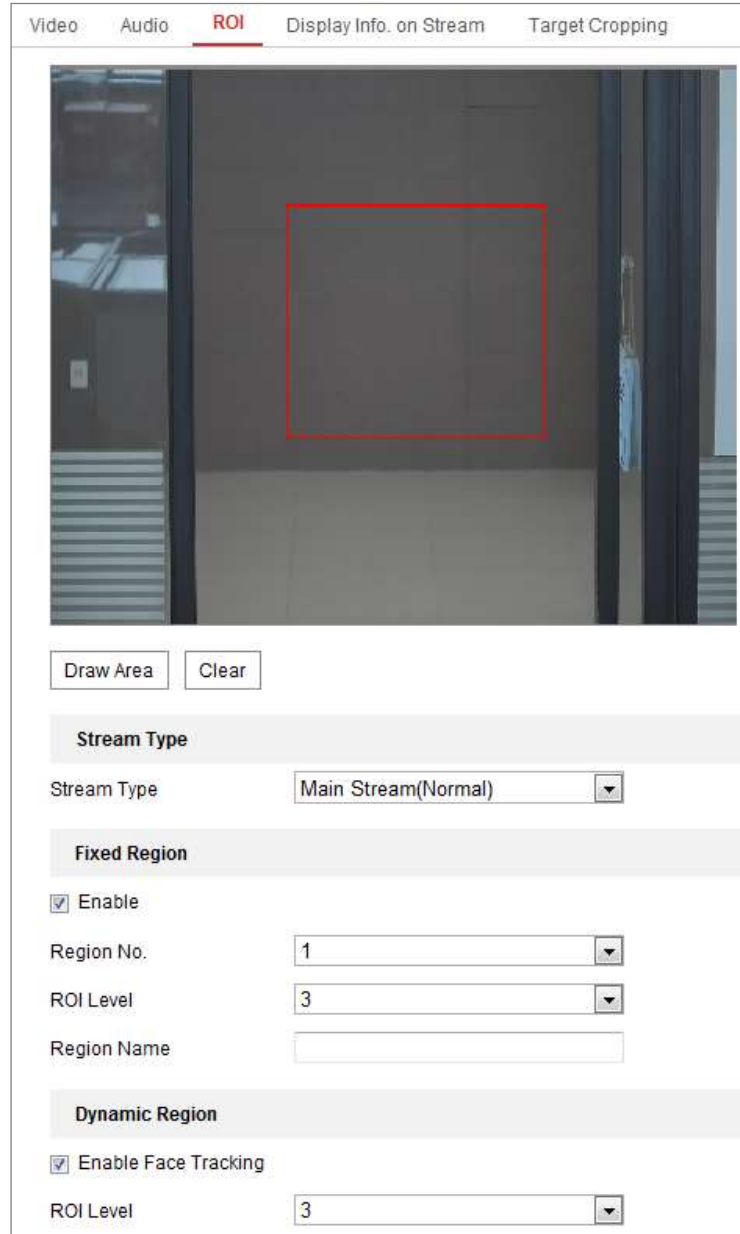 Video Audio ROI Display Info. on Stream Target Cropping
Draw Area Clear
Stream Type
Stream Type Main Stream(Normal)
Fixed Region
Enable
Region No. 1
ROI Level 3
Region Name
Dynamic Region
Enable Face Tracking
ROI Level 3